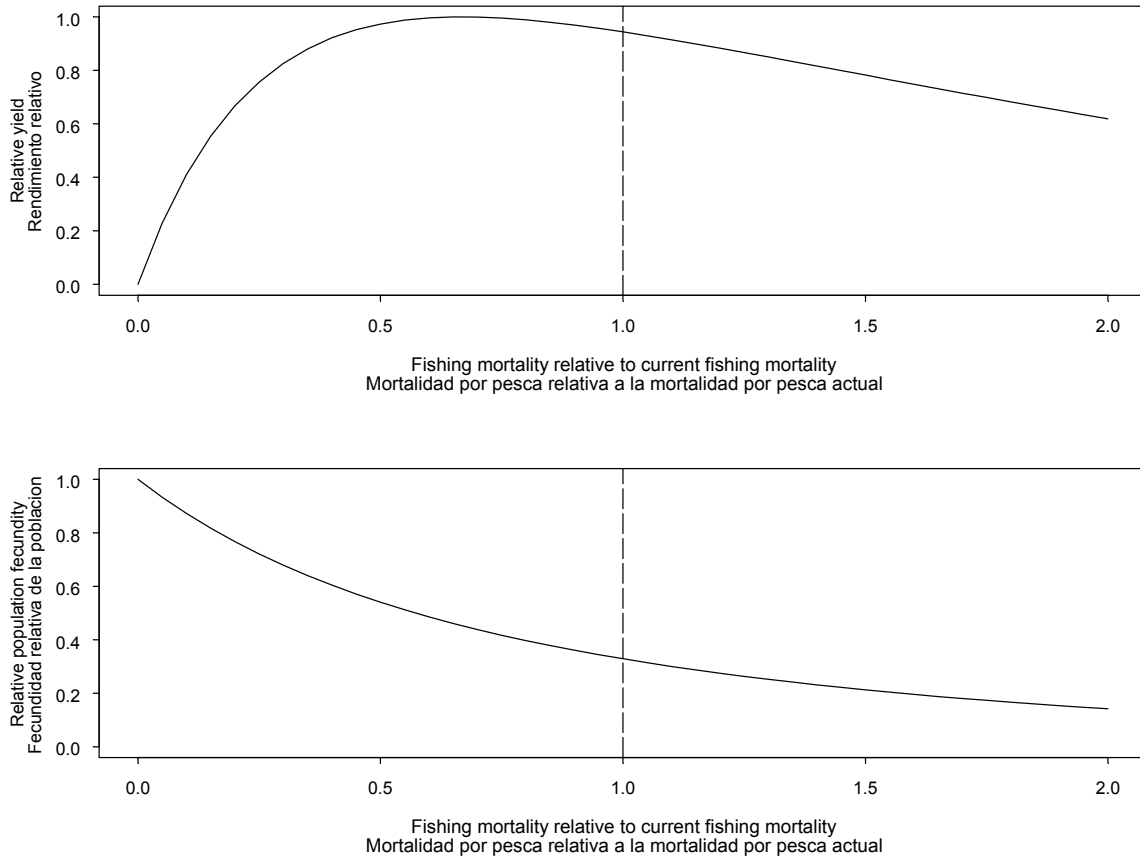 Relative yield
Rendimiento relativo
1.0
0.8
0.6
0.4
0.2
0.0
0.0 0.5 1.0 1.5 2.0
Fishing mortality relative to current fishing mortality
Mortalidad por pesca relativa a la mortalidad por pesca actual
Relative population fecundity
Fecundidad relativa de la poblacion
1.0
0.8
0.6
0.4
0.2
0.0
0.0 0.5 1.0 1.5 2.0
Fishing mortality relative to current fishing mortality
Mortalidad por pesca relativa a la mortalidad por pesca actual